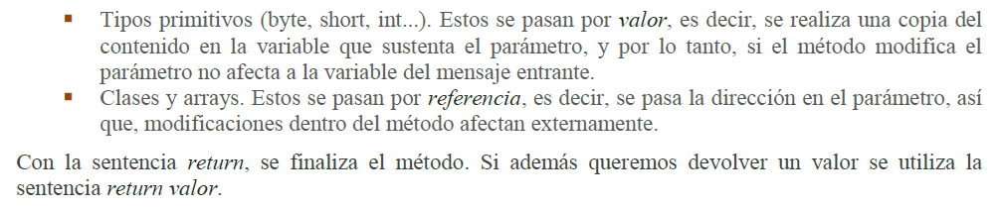 ▪ Tipos primitivos (byte, short, int...). Estos se pasan por valor, es decir, se realiza una copia del
contenido en la variable que sustenta el parámetro, y por lo tanto, si el método modifica el
parámetro no afecta a la variable del mensaje entrante.
▪ Clases y arrays. Estos se pasan por referencia, es decir, se pasa la dirección en el parámetro, así
que, modificaciones dentro del método afectan externamente.
Con la sentencia return, se finaliza el método. Si además queremos devolver un valor se utiliza la
sentencia return valor.